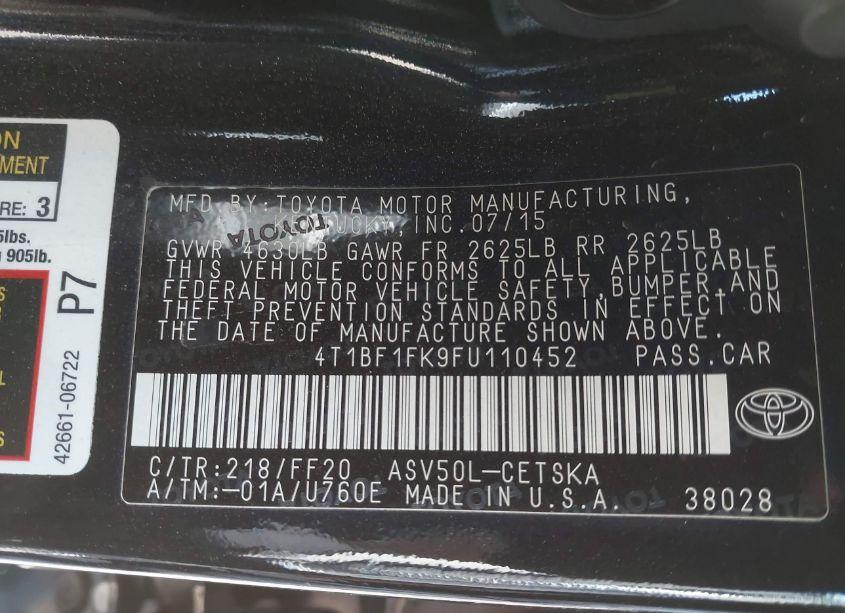 ON
MENT
RE: 3
5lbs.
905lb.
S
L
S
P7
42661-06722
MFD. BY: TOYOTA MOTOR MANUFACTURING,
TOYOTA
INC. 07/15
GVWR 4630LB GAWR FR 2625LB RR 2625LB
THIS VEHICLE CONFORMS TO ALL APPLICABLE
FEDERAL MOTOR VEHICLE SAFETY, BUMPER, AND
THEFT PREVENTION STANDARDS IN EFFECT ON
THE DATE OF MANUFACTURE SHOWN ABOVE.
4T1BF1FK9FU110452 PASS.CAR
C/TR:218/FF20 ASV50L-CETSKA
A/TM:-01A/U760E MADE IN U.S.A. 38028